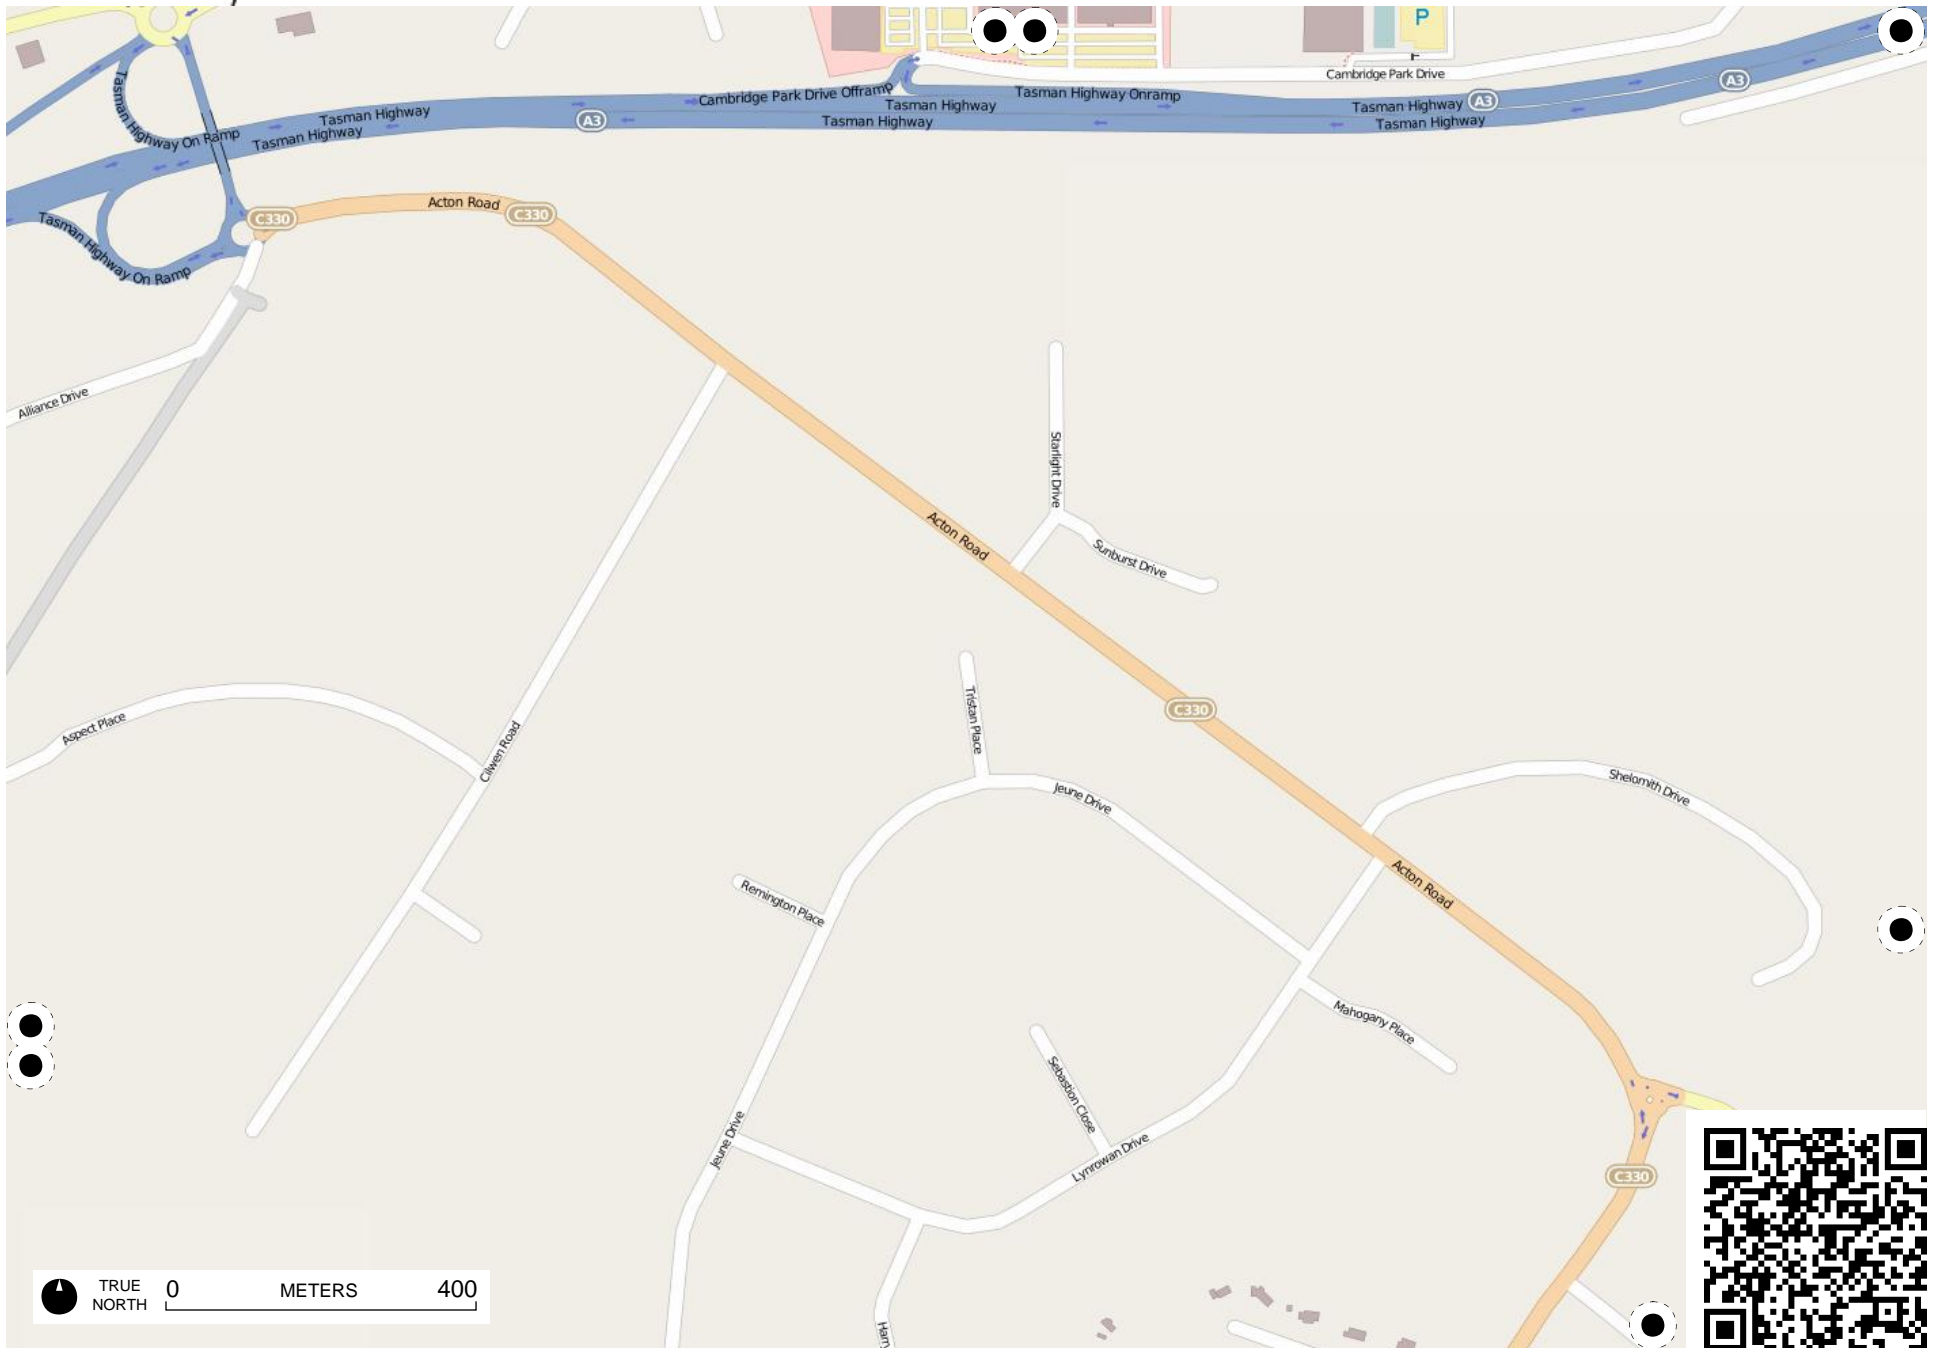 P
Cambridge Park Drive
A3
Tasman Highway On Ramp
Tasman Highway
Tasman Highway
Cambridge Park Drive Offramp
Tasman Highway
Tasman Highway Onramp
Tasman Highway
A3
A3
Tasman Highway
Tasman Highway
C330
Acton Road
C330
Tasman Highway On Ramp
Alliance Drive
Starlight Drive
Acton Road
Sunburst Drive
Tristan Place
C330
Aspect Place
Cilwen Road
Jeune Drive
Shelomith Drive
Acton Road
Remington Place
Mahogany Place
Sebastion Close
Jeune Drive
Lynrowan Drive
C330
TRUE
NORTH
0 METERS 400